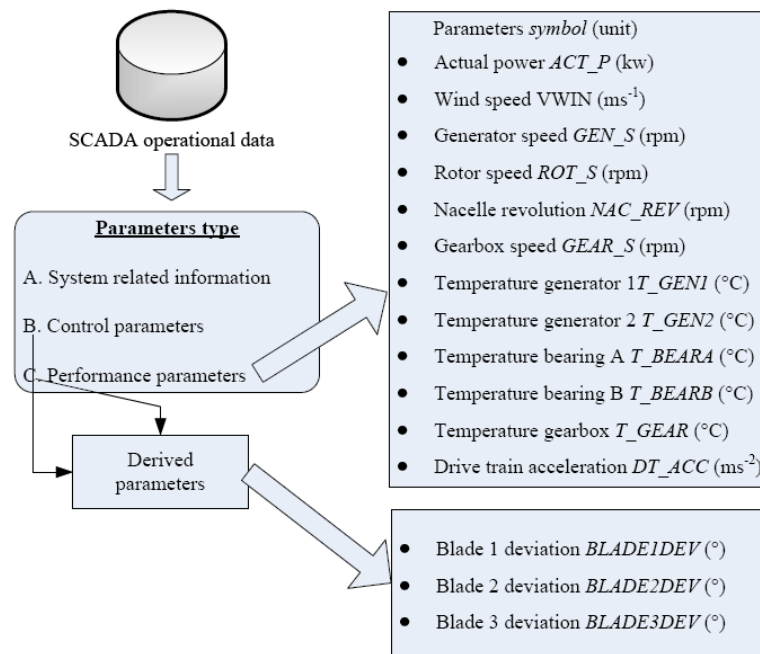 SCADA operational data
Parameters type
A. System related information
B. Control parameters
C. Performance parameters
Derived
parameters
Parameters symbol (unit)
● Actual power ACT_P (kw)
● Wind speed VWIN (ms⁻¹)
● Generator speed GEN_S (rpm)
● Rotor speed ROT_S (rpm)
● Nacelle revolution NAC_REV (rpm)
● Gearbox speed GEAR_S (rpm)
● Temperature generator 1T_GEN1 (°C)
● Temperature generator 2 T_GEN2 (°C)
● Temperature bearing A T_BEARA (°C)
● Temperature bearing B T_BEARB (°C)
● Temperature gearbox T_GEAR (°C)
● Drive train acceleration DT_ACC (ms⁻²)
● Blade 1 deviation BLADE1DEV (°)
● Blade 2 deviation BLADE2DEV (°)
● Blade 3 deviation BLADE3DEV (°)